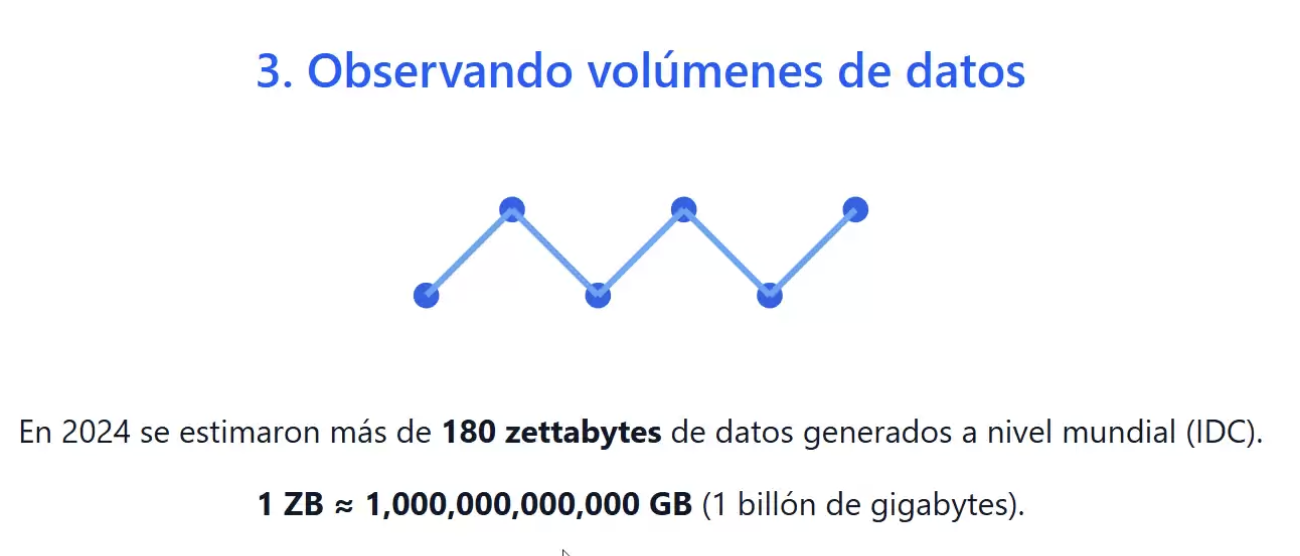 3. Observando volúmenes de datos
En 2024 se estimaron más de 180 zettabytes de datos generados a nivel mundial (IDC).
1 ZB ≈ 1,000,000,000,000 GB (1 billón de gigabytes).